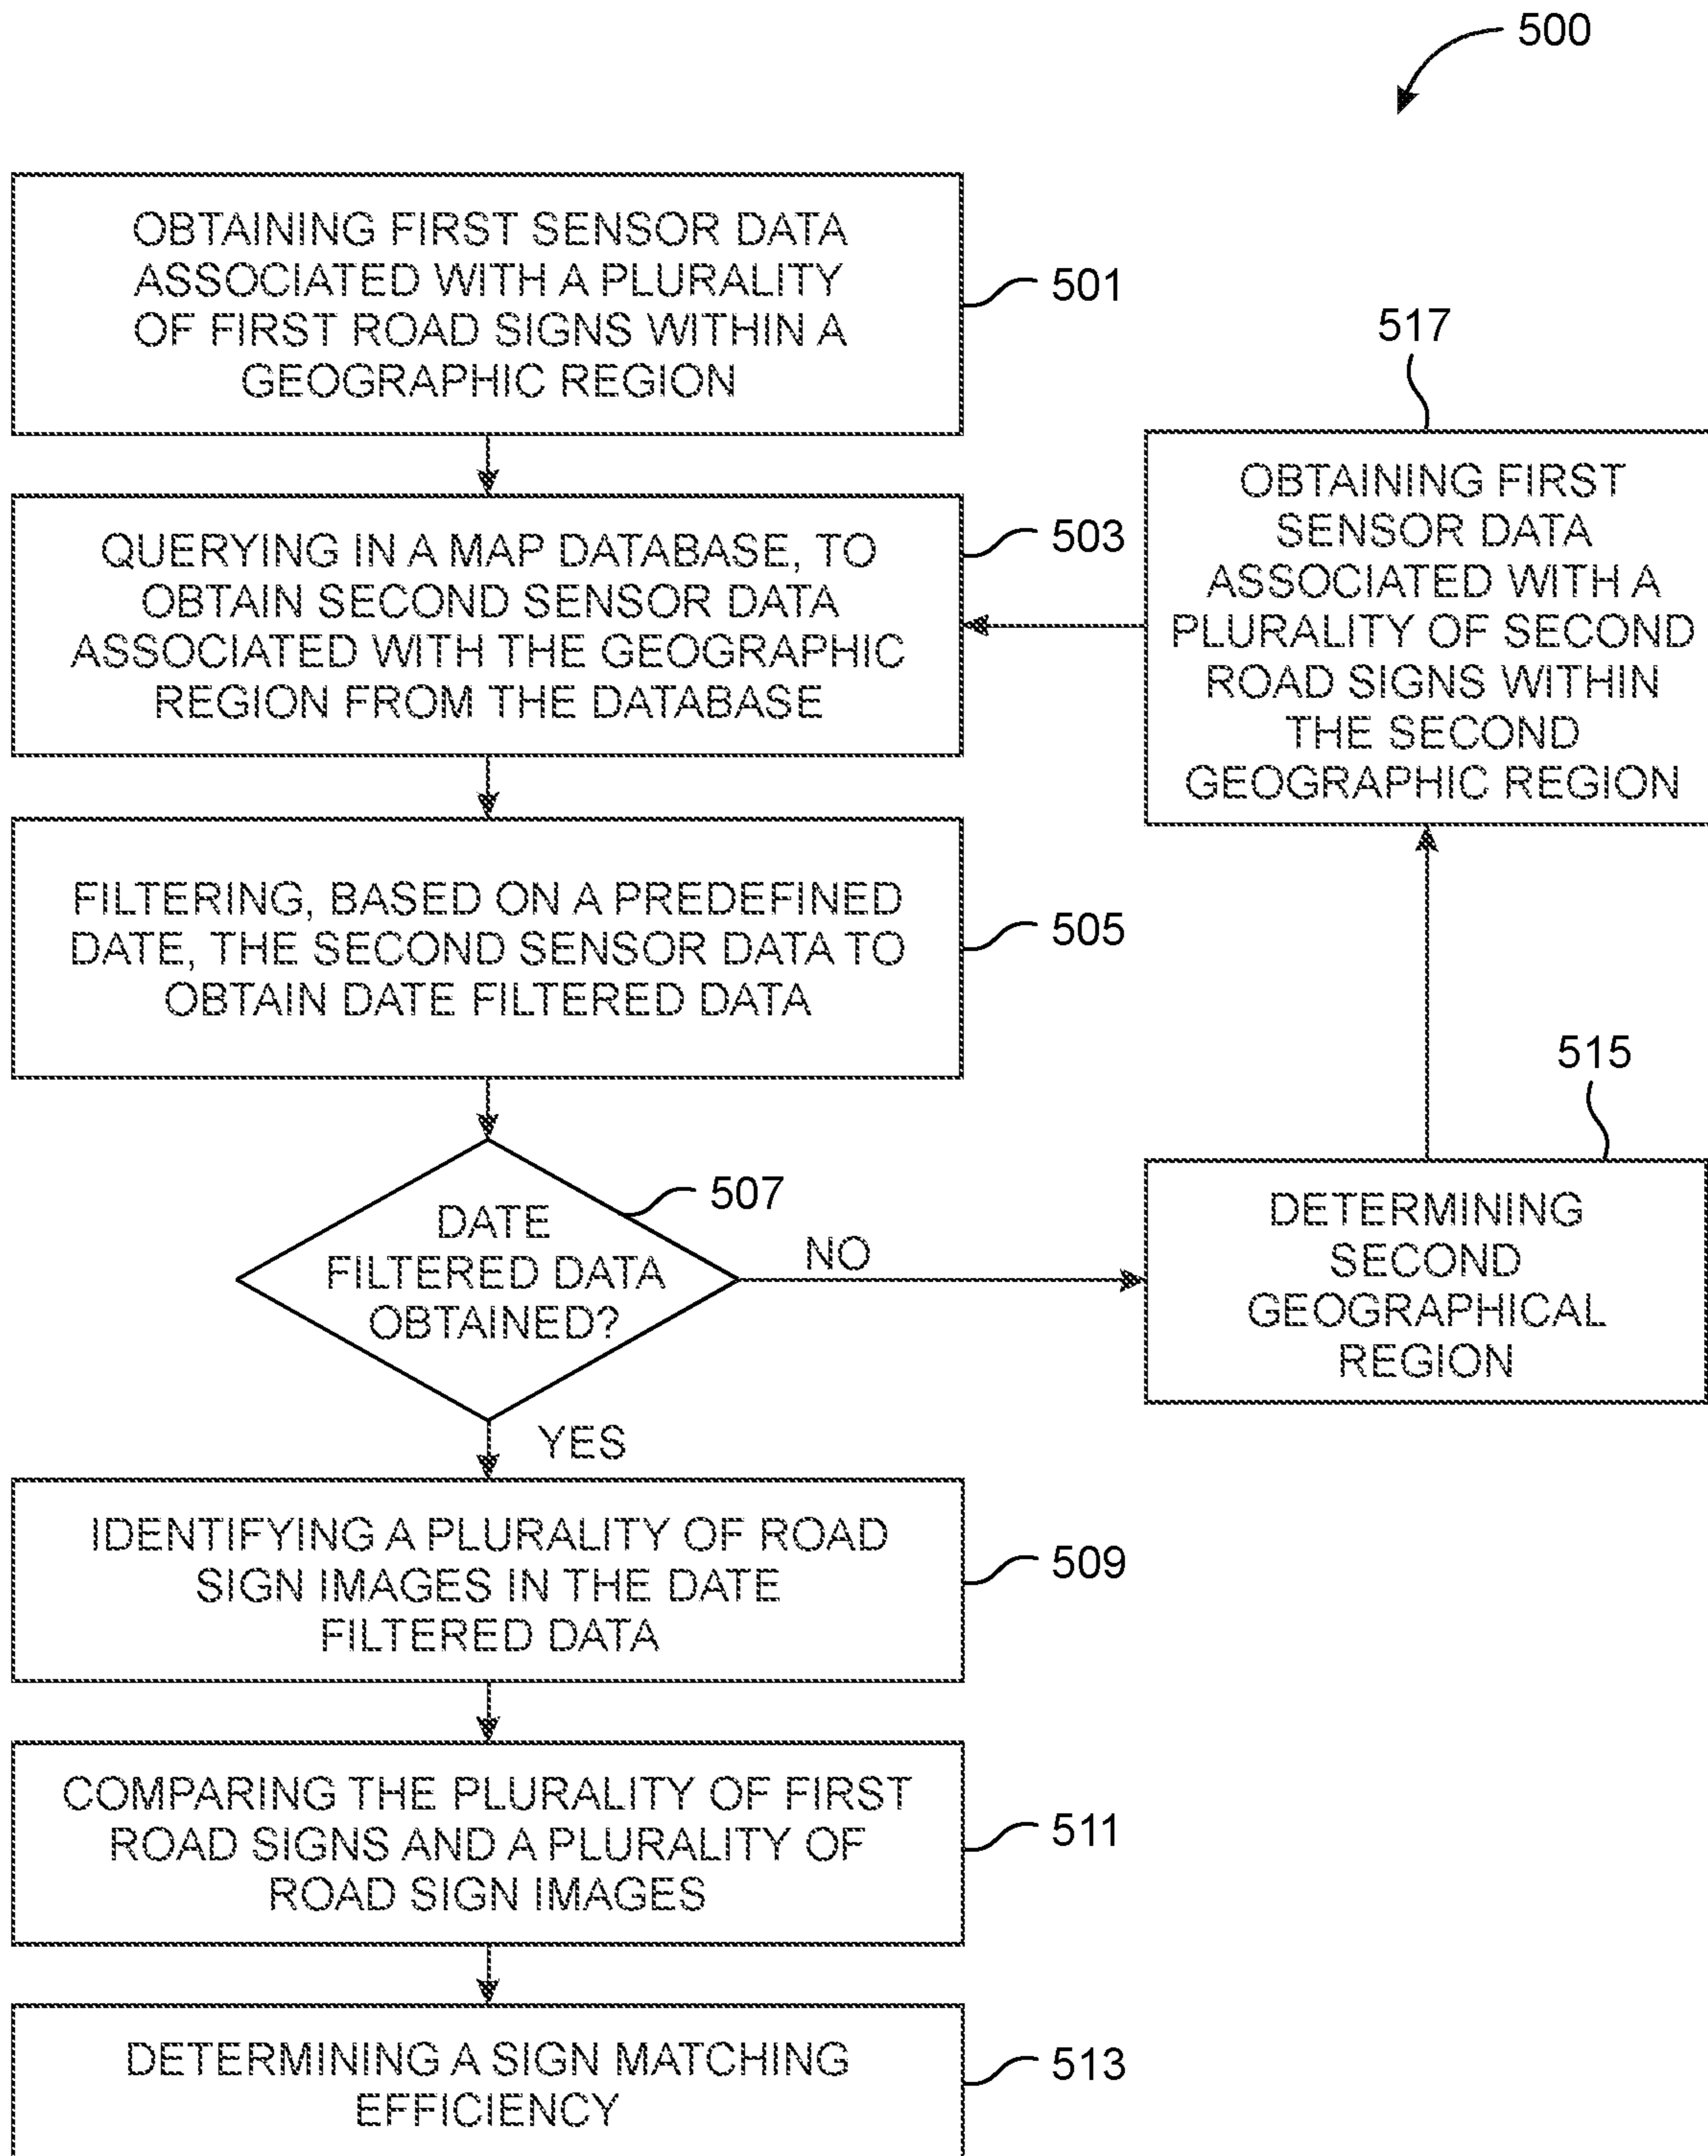 500
OBTAINING FIRST SENSOR DATA
ASSOCIATED WITH A PLURALITY
OF FIRST ROAD SIGNS WITHIN A
GEOGRAPHIC REGION
501
QUERYING IN A MAP DATABASE, TO
OBTAIN SECOND SENSOR DATA
ASSOCIATED WITH THE GEOGRAPHIC
REGION FROM THE DATABASE
503
FILTERING, BASED ON A PREDEFINED
DATE, THE SECOND SENSOR DATA TO
OBTAIN DATE FILTERED DATA
505
DATE
FILTERED DATA
OBTAINED?
507
NO
YES
IDENTIFYING A PLURALITY OF ROAD
SIGN IMAGES IN THE DATE
FILTERED DATA
509
COMPARING THE PLURALITY OF FIRST
ROAD SIGNS AND A PLURALITY OF
ROAD SIGN IMAGES
511
DETERMINING A SIGN MATCHING
EFFICIENCY
513
515
DETERMINING
SECOND
GEOGRAPHICAL
REGION
517
OBTAINING FIRST
SENSOR DATA
ASSOCIATED WITH A
PLURALITY OF SECOND
ROAD SIGNS WITHIN
THE SECOND
GEOGRAPHIC REGION